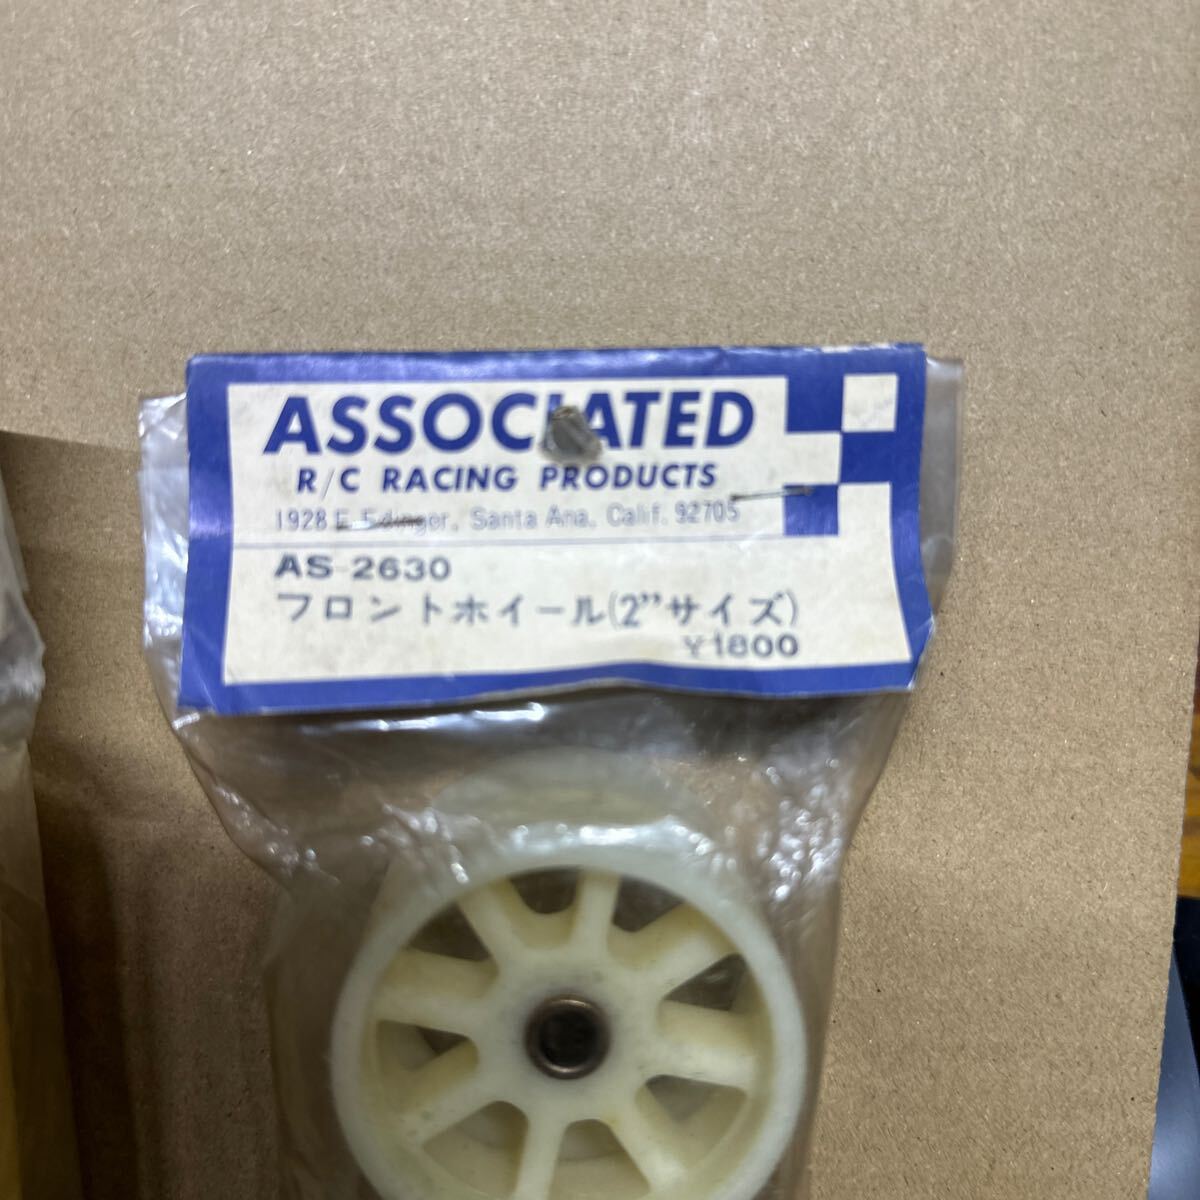 ASSOCIATED
R/C RACING PRODUCTS
1928 E. Edinger, Santa Ana, Calif. 92705
AS-2630
フロントホイール(2”サイズ)
¥1800